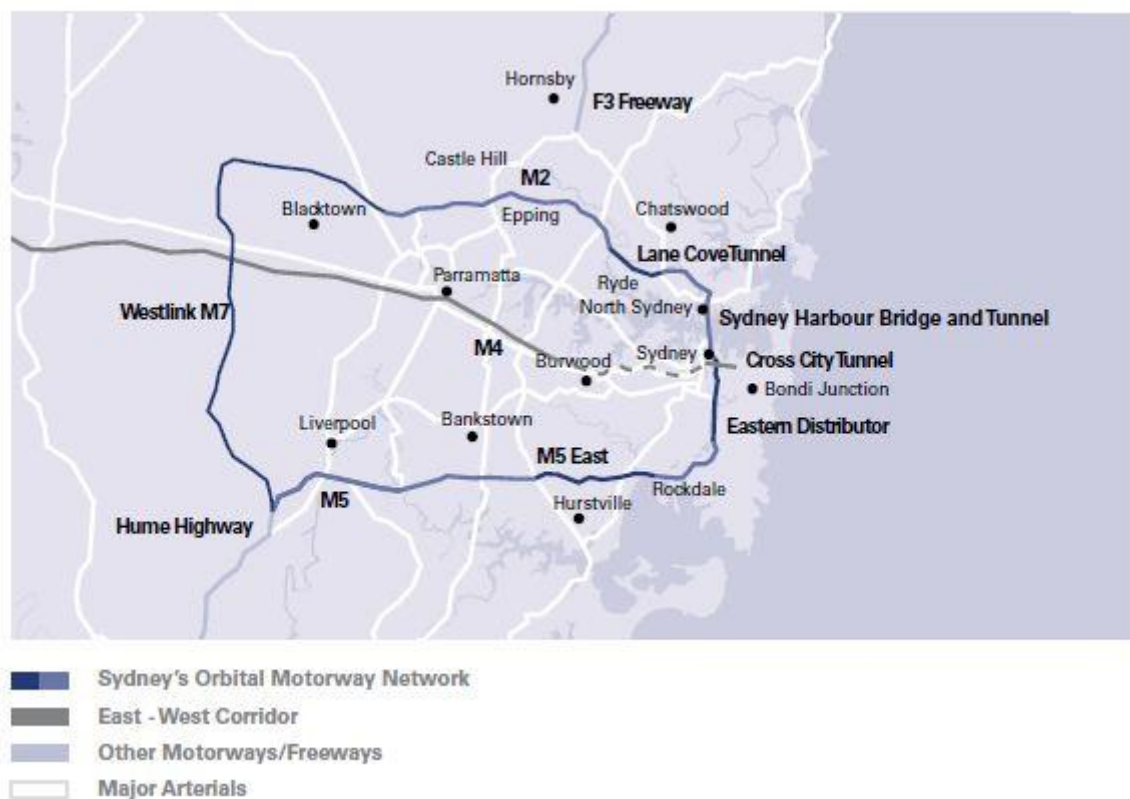 Hornsby
F3 Freeway
Castle Hill
M2
Blacktown
Epping
Chatswood
Lane CoveTunnel
Parramatta
Ryde
North Sydney
Westlink M7
Sydney Harbour Bridge and Tunnel
M4
Sydney
Burwood
Cross City Tunnel
Bondi Junction
Liverpool
Bankstown
Eastern Distributor
M5 East
M5
Rockdale
Hurstville
Hume Highway
Sydney's Orbital Motorway Network
East - West Corridor
Other Motorways/Freeways
Major Arterials